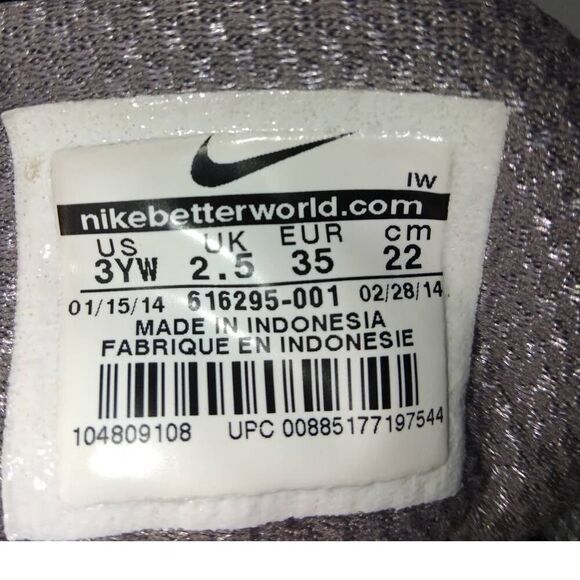 IW
nikebetterworld.com
US UK EUR cm
3YW 2.5 35 22
01/15/14 616295-001 02/28/14
MADE IN INDONESIA
FABRIQUE EN INDONESIE
104809108 UPC 00885177197544